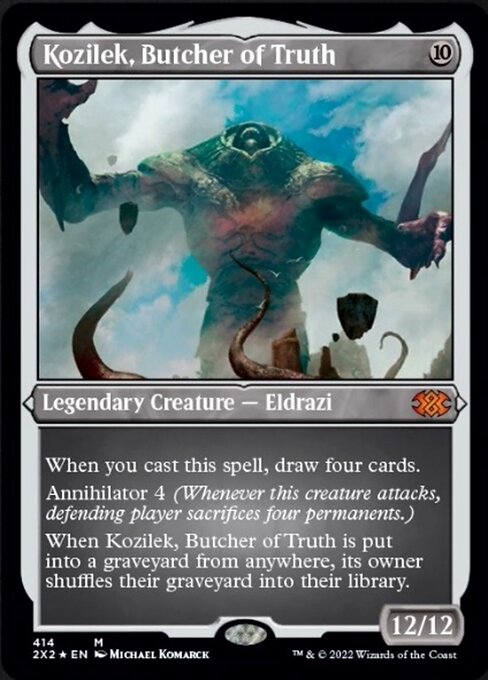 Kozilek, Butcher of Truth 10
Legendary Creature — Eldrazi
When you cast this spell, draw four cards.
Annihilator 4 (Whenever this creature attacks,
defending player sacrifices four permanents.)
When Kozilek, Butcher of Truth is put
into a graveyard from anywhere, its owner
shuffles their graveyard into their library.
12/12
414 M
2X2 ★ EN Michael Komarck
™ & © 2022 Wizards of the Coast